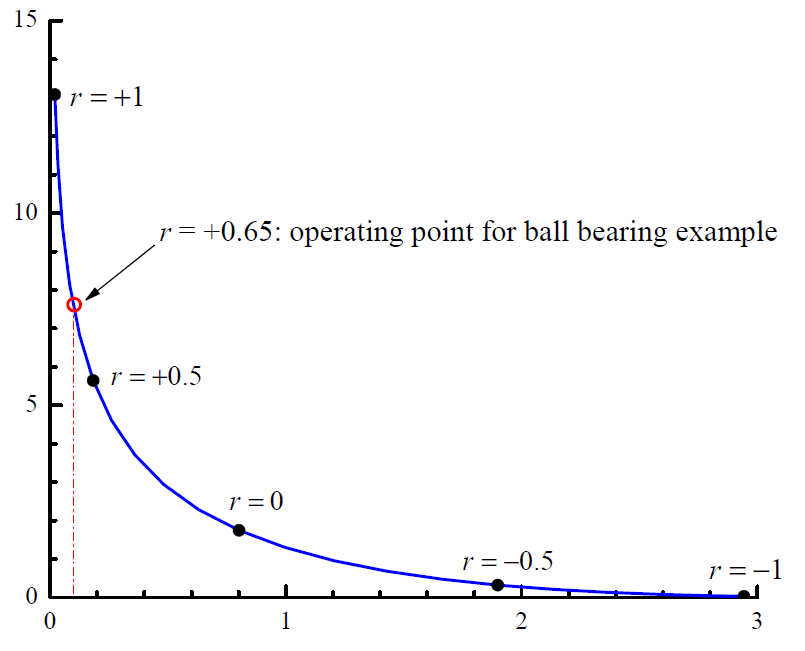 15
r = +1
10
r = +0.65: operating point for ball bearing example
r = +0.5
5
r = 0
r = −0.5
r = −1
0
0
1
2
3